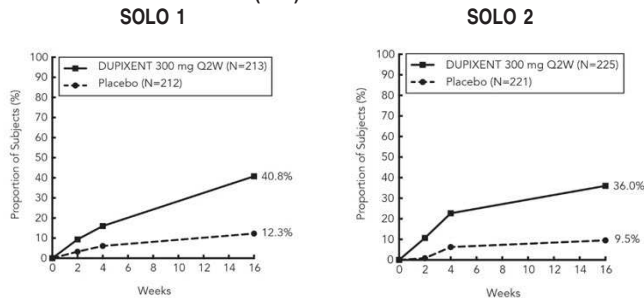 SOLO 1
100
90
80
70
60
50
40
30
20
10
0
Proportion of Subjects (%)
DUPIXENT 300 mg Q2W (N=213)
Placebo (N=212)
40.8%
12.3%
0 2 4 6 8 10 12 14 16
Weeks
SOLO 2
100
90
80
70
60
50
40
30
20
10
0
Proportion of Subjects (%)
DUPIXENT 300 mg Q2W (N=225)
Placebo (N=221)
36.0%
9.5%
0 2 4 6 8 10 12 14 16
Weeks